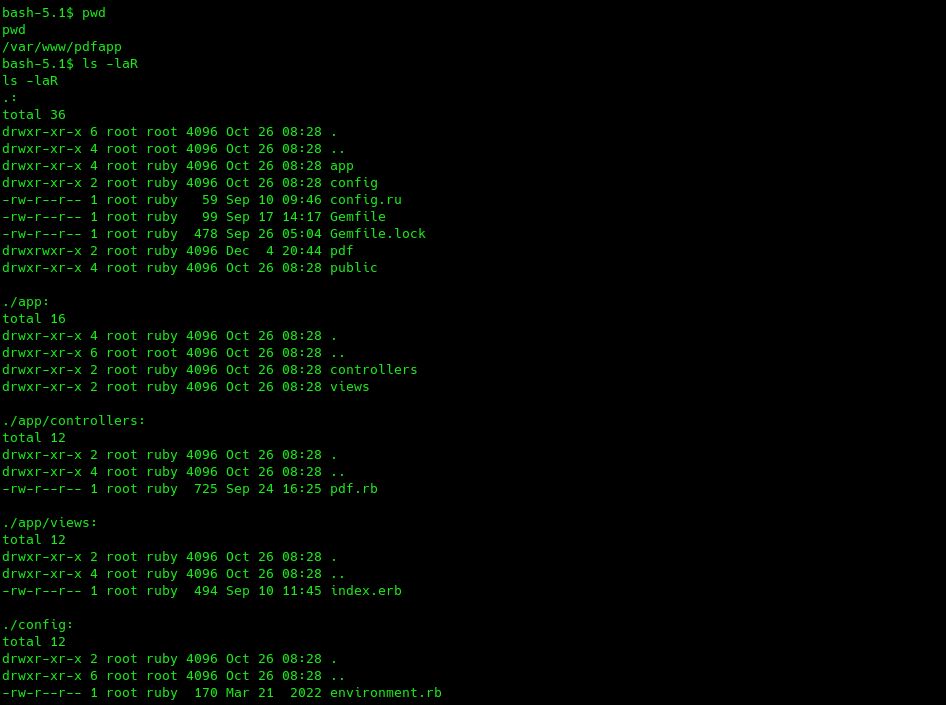 bash-5.1$ pwd
pwd
/var/www/pdfapp
bash-5.1$ ls -laR
ls -laR
.:
total 36
drwxr-xr-x 6 root root 4096 Oct 26 08:28 .
drwxr-xr-x 4 root root 4096 Oct 26 08:28 ..
drwxr-xr-x 4 root ruby 4096 Oct 26 08:28 app
drwxr-xr-x 2 root ruby 4096 Oct 26 08:28 config
-rw-r--r-- 1 root ruby   59 Sep 10 09:46 config.ru
-rw-r--r-- 1 root ruby   99 Sep 17 14:17 Gemfile
-rw-r--r-- 1 root ruby  478 Sep 26 05:04 Gemfile.lock
drwxrwxr-x 2 root ruby 4096 Dec  4 20:44 pdf
drwxr-xr-x 4 root ruby 4096 Oct 26 08:28 public

./app:
total 16
drwxr-xr-x 4 root ruby 4096 Oct 26 08:28 .
drwxr-xr-x 6 root root 4096 Oct 26 08:28 ..
drwxr-xr-x 2 root ruby 4096 Oct 26 08:28 controllers
drwxr-xr-x 2 root ruby 4096 Oct 26 08:28 views

./app/controllers:
total 12
drwxr-xr-x 2 root ruby 4096 Oct 26 08:28 .
drwxr-xr-x 4 root ruby 4096 Oct 26 08:28 ..
-rw-r--r-- 1 root ruby  725 Sep 24 16:25 pdf.rb

./app/views:
total 12
drwxr-xr-x 2 root ruby 4096 Oct 26 08:28 .
drwxr-xr-x 4 root ruby 4096 Oct 26 08:28 ..
-rw-r--r-- 1 root ruby  494 Sep 10 11:45 index.erb

./config:
total 12
drwxr-xr-x 2 root ruby 4096 Oct 26 08:28 .
drwxr-xr-x 6 root root 4096 Oct 26 08:28 ..
-rw-r--r-- 1 root ruby  170 Mar 21  2022 environment.rb